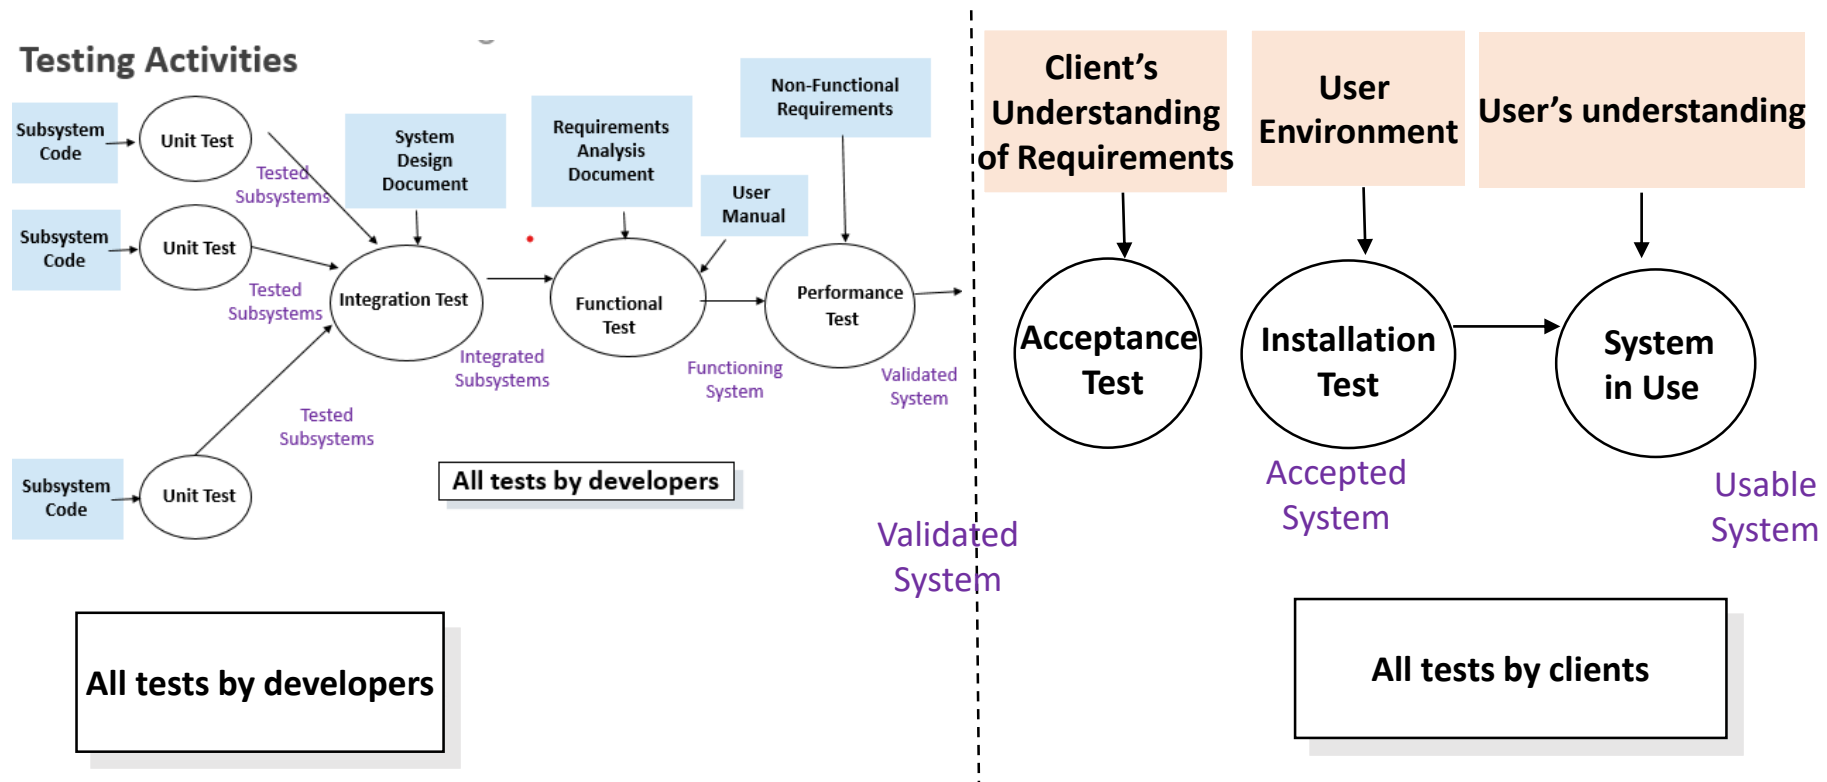 Testing Activities
Subsystem
Code
Unit Test
Tested
Subsystems
Subsystem
Code
Unit Test
Tested
Subsystems
Subsystem
Code
Unit Test
Tested
Subsystems
System
Design
Document
Integration Test
Integrated
Subsystems
Requirements
Analysis
Document
Functional
Test
User
Manual
Functioning
System
Non-Functional
Requirements
Performance
Test
Validated
System
All tests by developers
Validated
System
All tests by developers
Client’s
Understanding
of Requirements
Acceptance
Test
User
Environment
Installation
Test
Accepted
System
User’s understanding
System
in Use
Usable
System
All tests by clients